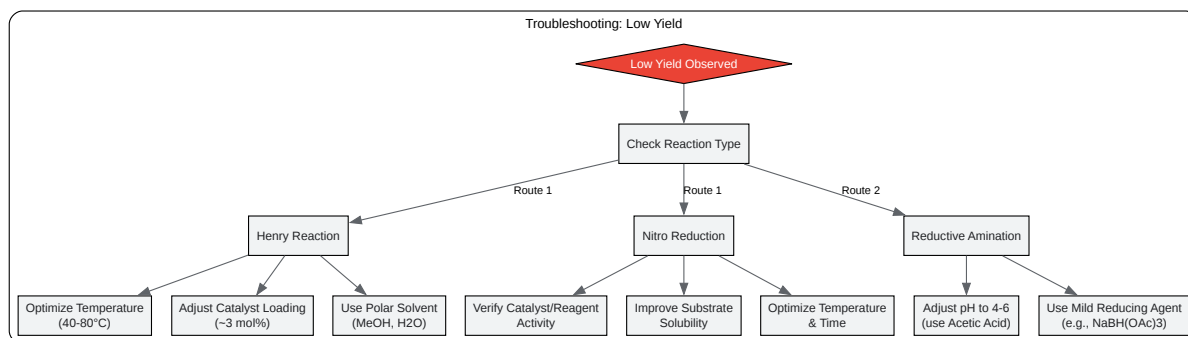 Troubleshooting: Low Yield
Low Yield Observed
Check Reaction Type
Route 1
Route 1
Route 2
Henry Reaction
Nitro Reduction
Reductive Amination
Optimize Temperature
(40-80°C)
Adjust Catalyst Loading
(~3 mol%)
Use Polar Solvent
(MeOH, H2O)
Verify Catalyst/Reagent
Activity
Improve Substrate
Solubility
Optimize Temperature
& Time
Adjust pH to 4-6
(use Acetic Acid)
Use Mild Reducing Agent
(e.g., NaBH(OAc)3)